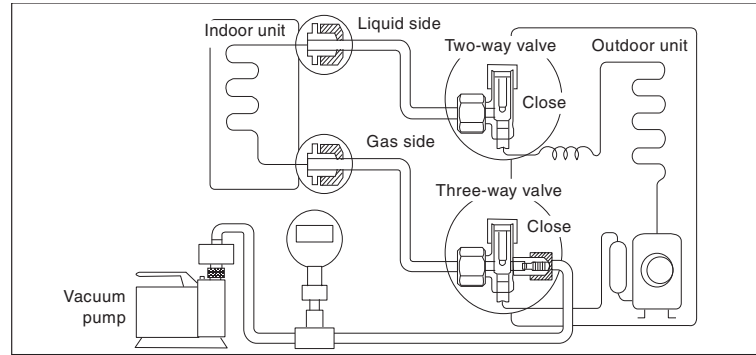 Indoor unit
Liquid side
Two-way valve
Outdoor unit
Close
Gas side
Three-way valve
Close
Vacuum
pump